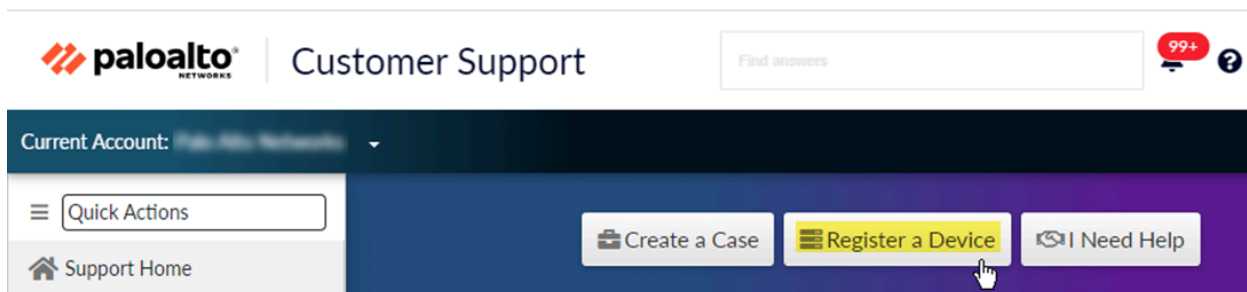 paloalto®
NETWORKS
Customer Support
Find answers
99+
Current Account:
Quick Actions
Create a Case
Register a Device
I Need Help
Support Home